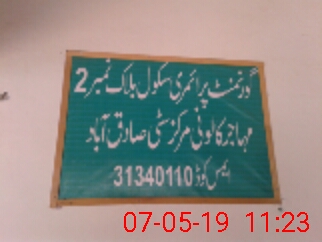 گورنمنٹ پرائمری سکول بلاک نمبر 2
مہاجر کالونی مرکز سٹی صادق آباد
ایمس کوڈ 31340110
07-05-19 11:23